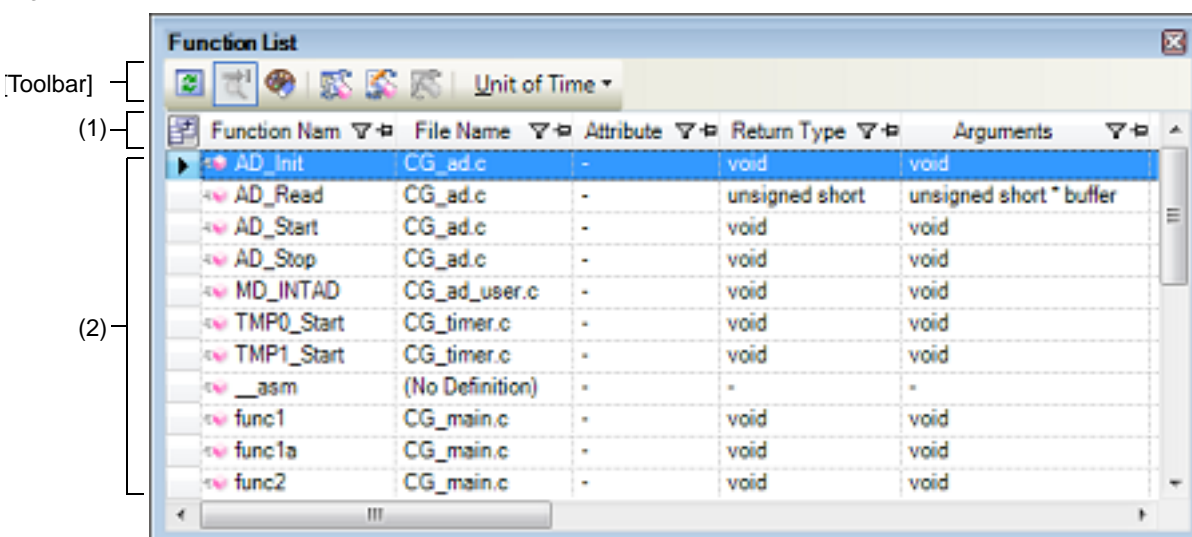 Function List
[Toolbar]
Unit of Time
(1)
Function Nam File Name Attribute Return Type Arguments
AD_Init CG_ad.c - void void
AD_Read CG_ad.c - unsigned short unsigned short * buffer
AD_Start CG_ad.c - void void
AD_Stop CG_ad.c - void void
MD_INTAD CG_ad_user.c - void void
(2)
TMP0_Start CG_timer.c - void void
TMP1_Start CG_timer.c - void void
__asm (No Definition) - - -
func1 CG_main.c - void void
func1a CG_main.c - void void
func2 CG_main.c - void void